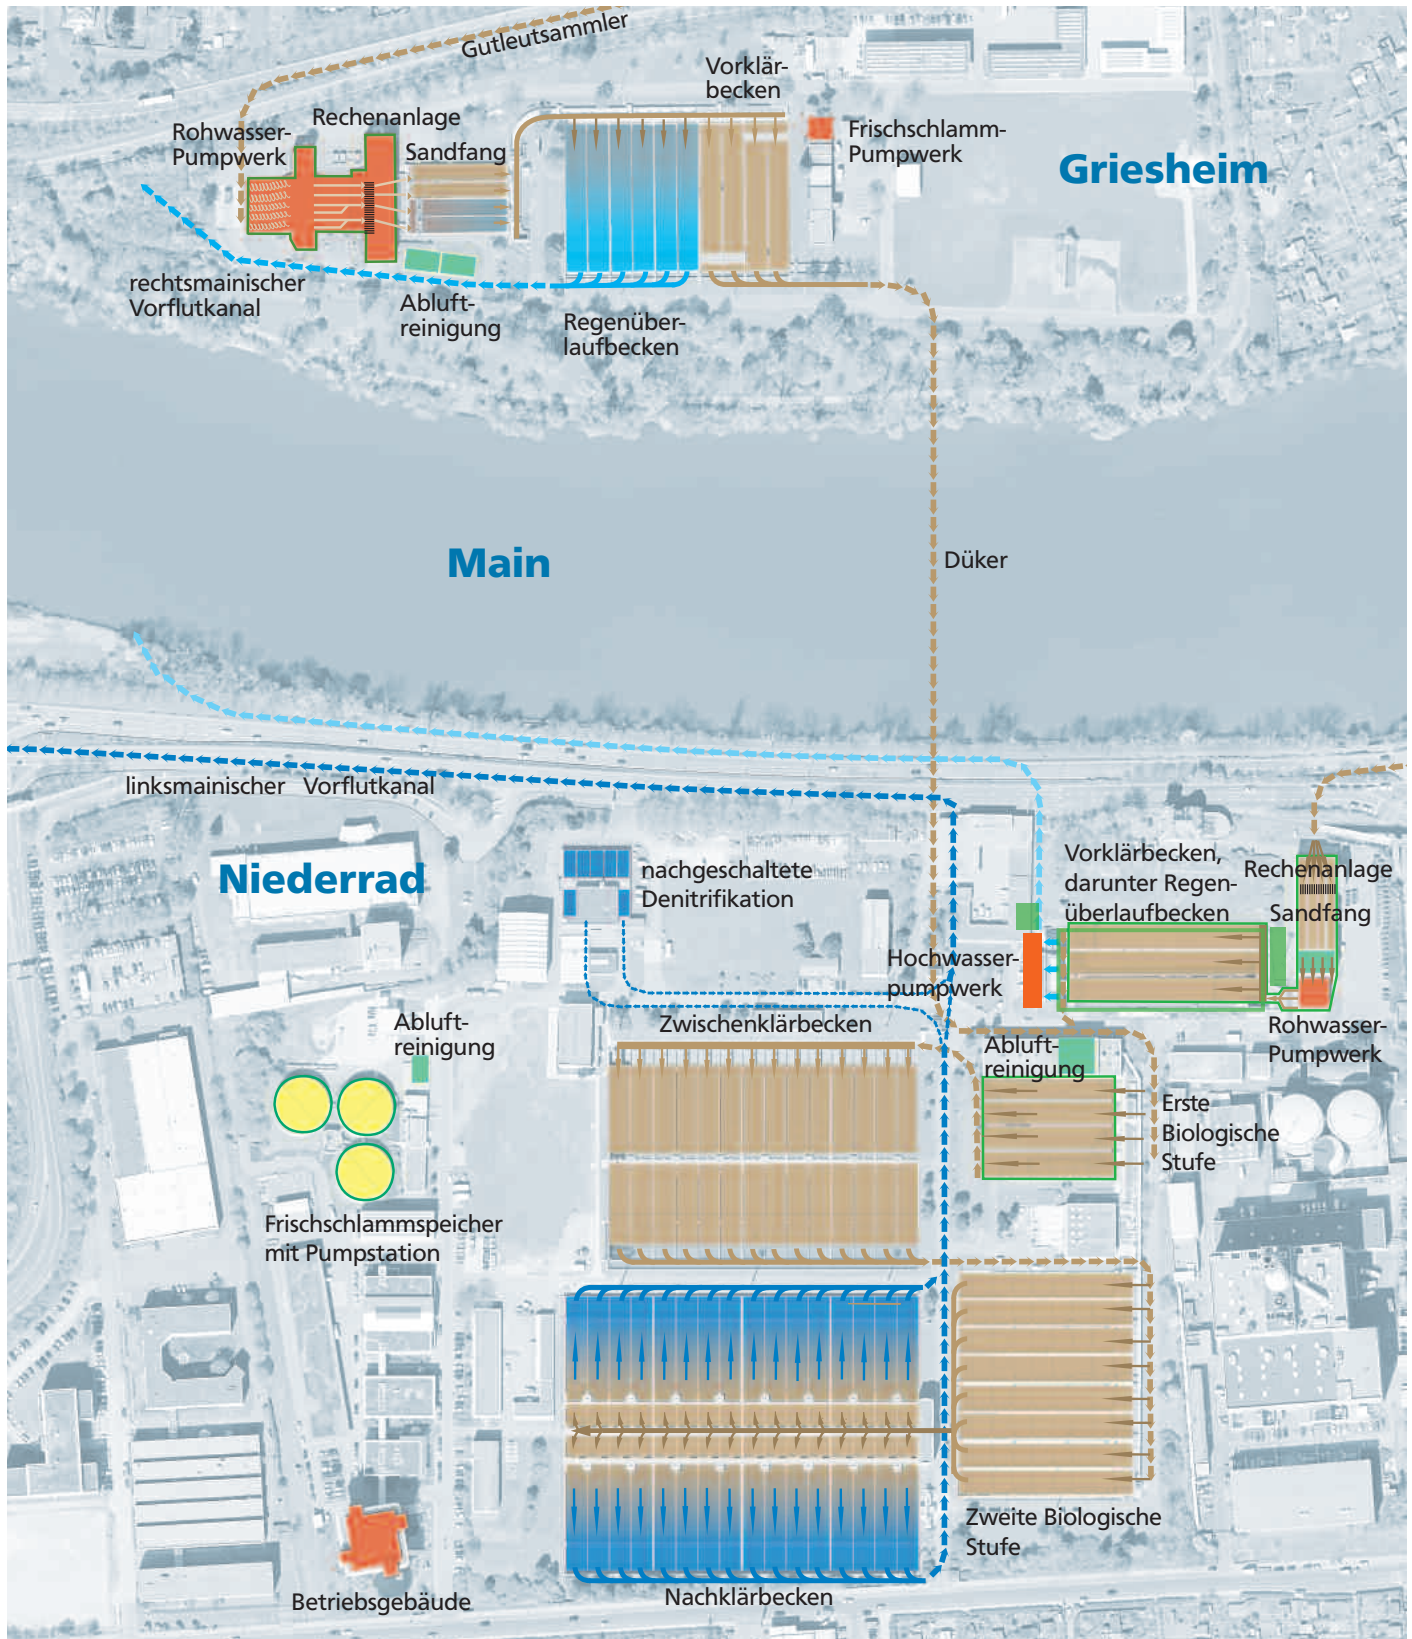 Gutleutsammler
Vorklär-
becken
Rechenanlage
Rohwasser-
Pumpwerk
Sandfang
Frischschlamm-
Pumpwerk
Griesheim
rechtsmainischer
Vorflutkanal
Abluft-
reinigung
Regenüber-
laufbecken
Main
Düker
linksmainischer Vorflutkanal
Niederrad
nachgeschaltete
Denitrifikation
Vorklärbecken,
darunter Regen-
überlaufbecken
Rechenanlage
Sandfang
Hochwasser-
pumpwerk
Rohwasser-
Pumpwerk
Abluft-
reinigung
Zwischenklärbecken
Abluft-
reinigung
Erste
Biologische
Stufe
Frischschlammspeicher
mit Pumpstation
Zweite Biologische
Stufe
Betriebsgebäude
Nachklärbecken